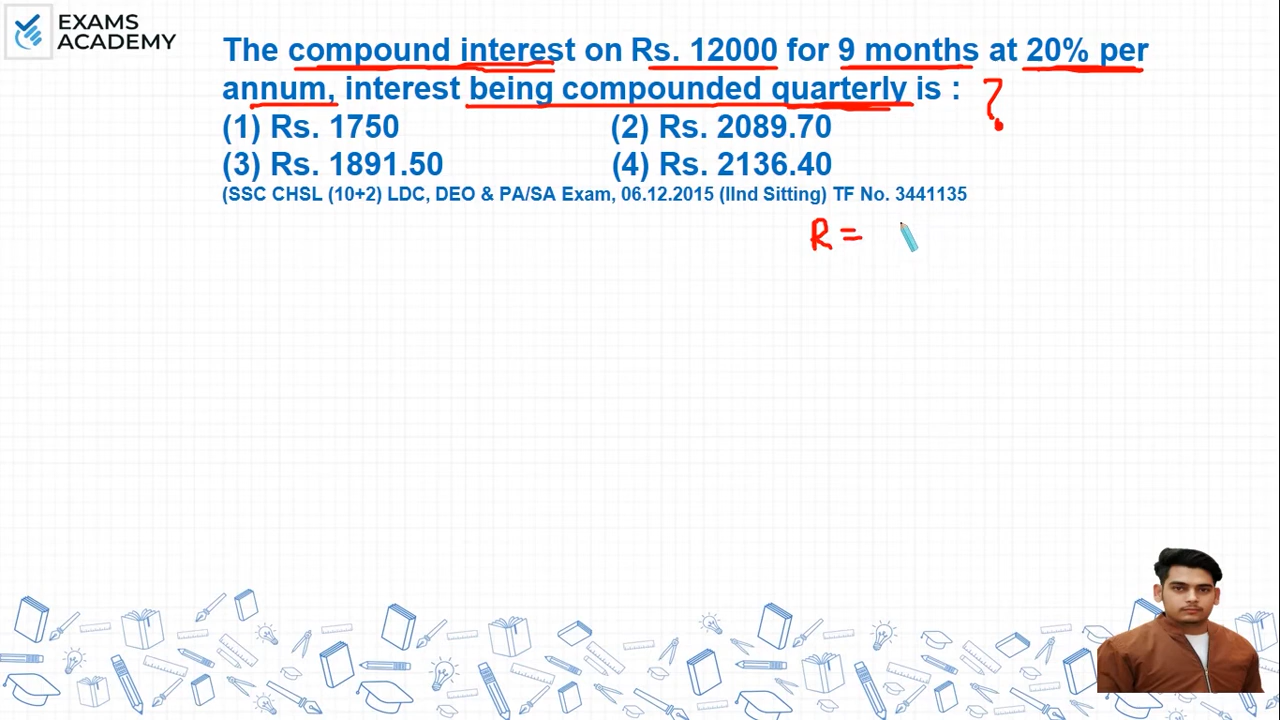 EXAMS
ACADEMY
The compound interest on Rs. 12000 for 9 months at 20% per
annum, interest being compounded quarterly is : ?
(1) Rs. 1750 (2) Rs. 2089.70
(3) Rs. 1891.50 (4) Rs. 2136.40
(SSC CHSL (10+2) LDC, DEO & PA/SA Exam, 06.12.2015 (IInd Sitting) TF No. 3441135
R =